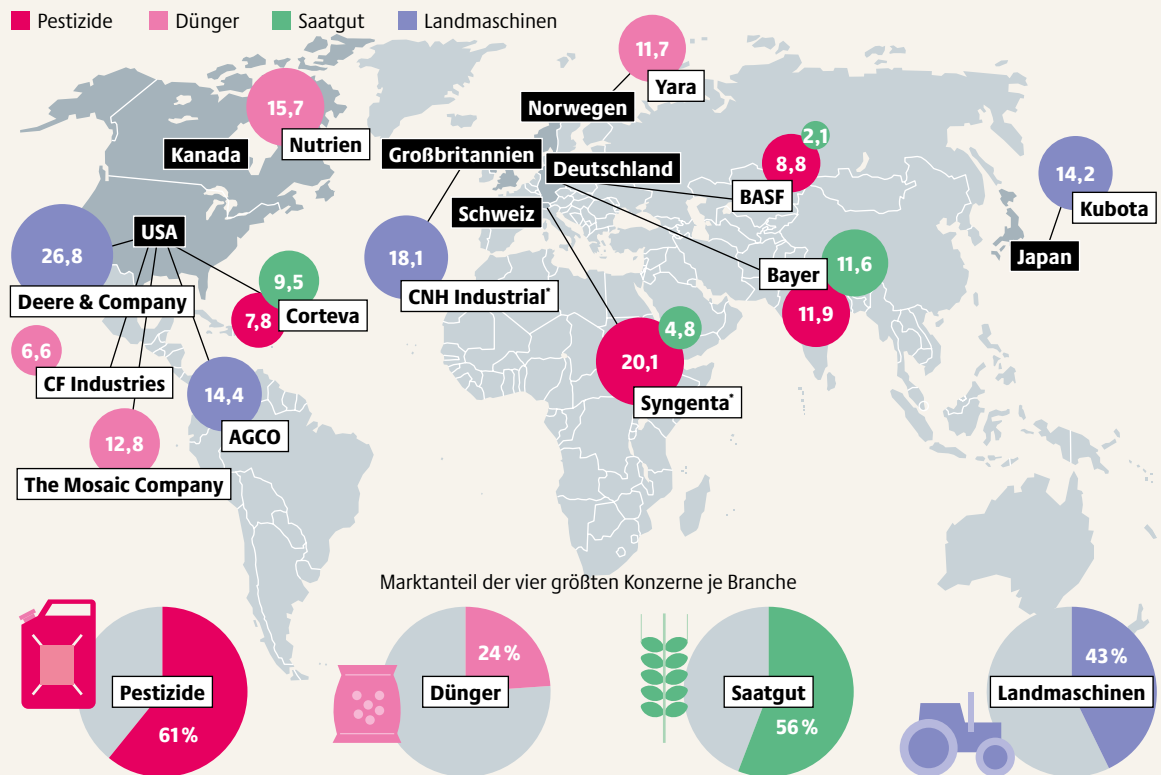 Pestizide
Dünger
Saatgut
Landmaschinen
11,7
Yara
Norwegen
15,7
Nutrien
Kanada
Großbritannien
Deutschland
2,1
8,8
BASF
14,2
Kubota
Japan
Schweiz
USA
26,8
Deere & Company
9,5
7,8
Corteva
18,1
CNH Industrial*
Bayer
11,6
11,9
6,6
CF Industries
4,8
20,1
Syngenta*
14,4
AGCO
12,8
The Mosaic Company
Marktanteil der vier größten Konzerne je Branche
Pestizide
61 %
24 %
Dünger
Saatgut
56 %
43 %
Landmaschinen